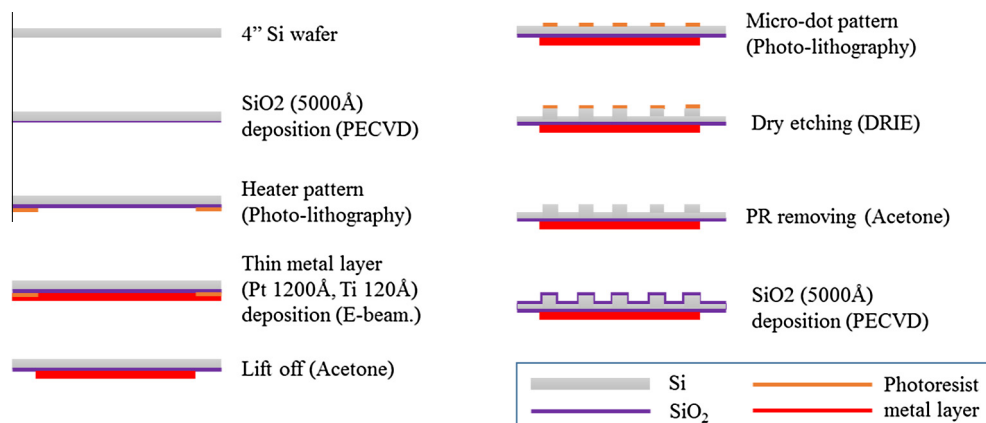 4” Si wafer
SiO2 (5000Å)
deposition (PECVD)
Heater pattern
(Photo-lithography)
Thin metal layer
(Pt 1200Å, Ti 120Å)
deposition (E-beam.)
Lift off (Acetone)
Micro-dot pattern
(Photo-lithography)
Dry etching (DRIE)
PR removing (Acetone)
SiO2 (5000Å)
deposition (PECVD)
Si
Photoresist
SiO₂
metal layer